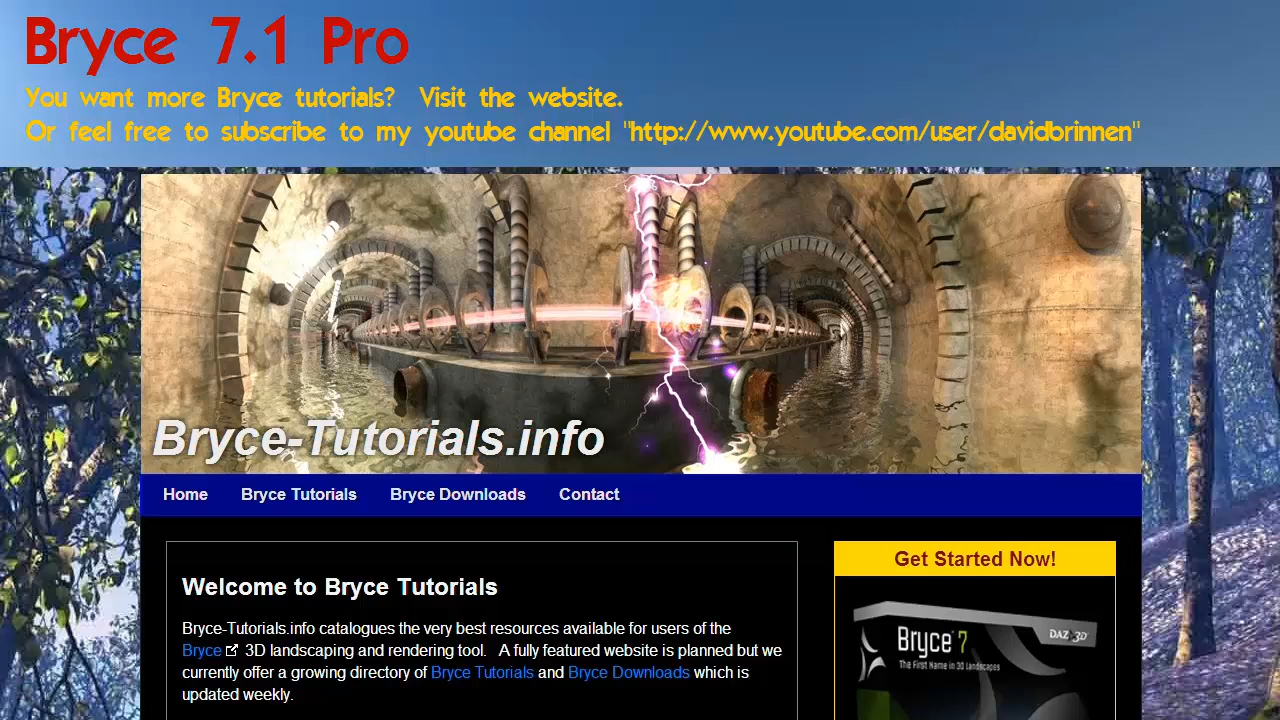 Bryce 7.1 Pro
You want more Bryce tutorials? Visit the website.
Or feel free to subscribe to my youtube channel "http://www.youtube.com/user/davidbrinnen"
Bryce-Tutorials.info
Home Bryce Tutorials Bryce Downloads Contact
Welcome to Bryce Tutorials
Bryce-Tutorials.info catalogues the very best resources available for users of the
Bryce 3D landscaping and rendering tool. A fully featured website is planned but we
currently offer a growing directory of Bryce Tutorials and Bryce Downloads which is
updated weekly.
Get Started Now!
Bryce 7
DAZ 3D
The First Name in 3D Landscapes